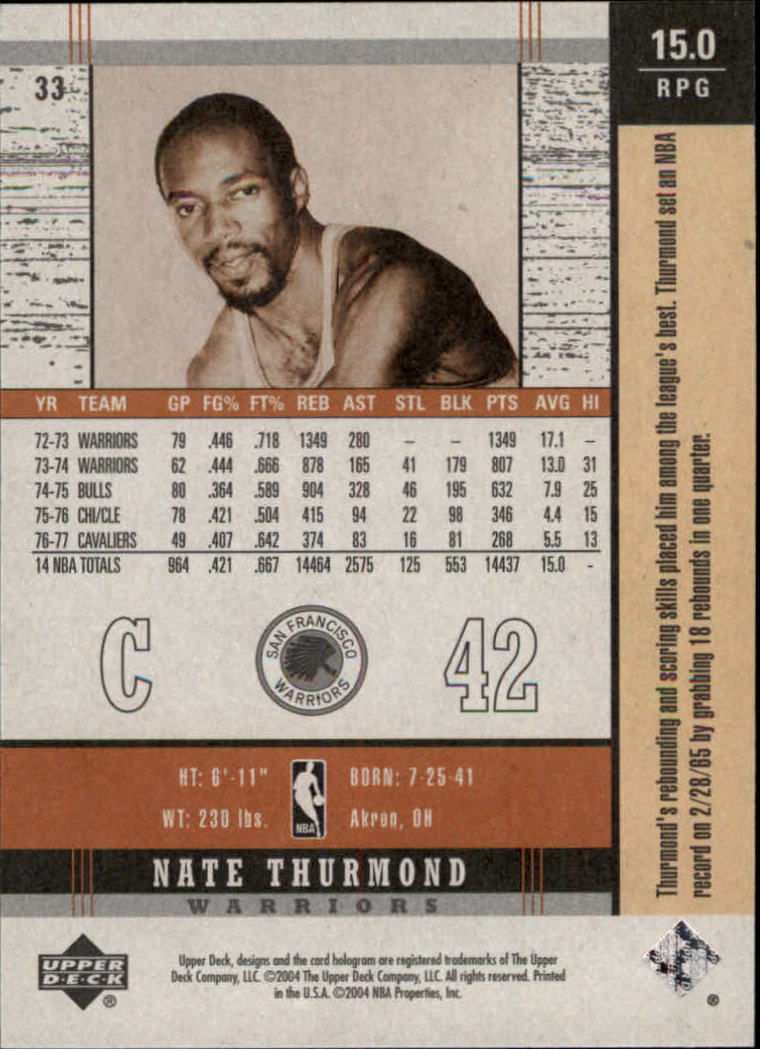 15.0
RPG
33
Thurmond's rebounding and scoring skills placed him among the league's best. Thurmond set an NBA
record on 2/28/65 by grabbing 18 rebounds in one quarter.
YR TEAM GP FG% FT% REB AST STL BLK PTS AVG HI
72-73 WARRIORS 79 .446 .718 1349 280 – – 1349 17.1 –
73-74 WARRIORS 62 .444 .666 878 165 41 179 807 13.0 31
74-75 BULLS 80 .364 .589 904 328 46 195 632 7.9 25
75-76 CHI/CLE 78 .421 .504 415 94 22 98 346 4.4 15
76-77 CAVALIERS 49 .407 .642 374 83 16 81 268 5.5 13
14 NBA TOTALS 964 .421 .667 14464 2575 125 553 14437 15.0 -
C
SAN FRANCISCO
WARRIORS
42
HT: 6'-11"
WT: 230 lbs.
NBA
BORN: 7-25-41
Akron, OH
NATE THURMOND
WARRIORS
UPPER
D·E·C·K
®
Upper Deck, designs and the card hologram are registered trademarks of The Upper
Deck Company, LLC. ©2004 The Upper Deck Company, LLC. All rights reserved. Printed
in the U.S.A. ©2004 NBA Properties, Inc.
®